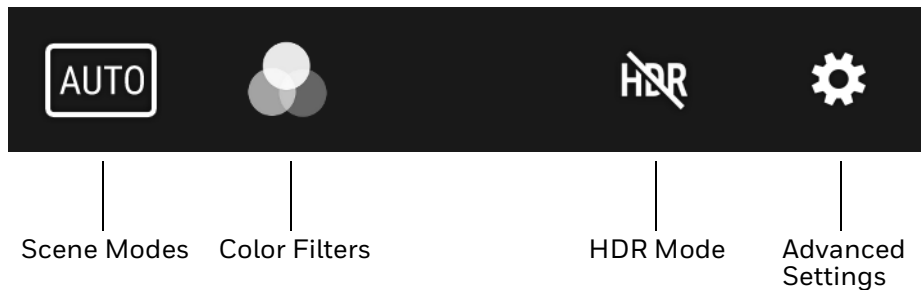 AUTO
HDR
Scene Modes
Color Filters
HDR Mode
Advanced
Settings